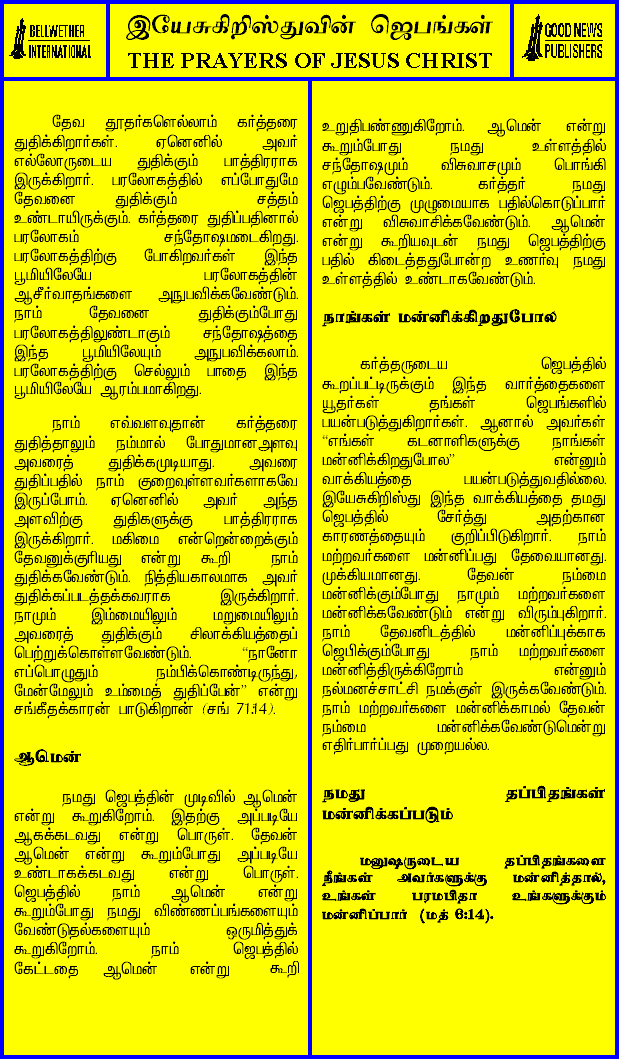 BELLWETHER
INTERNATIONAL
இயேசுகிறிஸ்துவின் ஜெபங்கள்
THE PRAYERS OF JESUS CHRIST
GOOD NEWS
PUBLISHERS
தேவ தூதர்களெல்லாம் கர்த்தரை
துதிக்கிறார்கள். ஏனெனில் அவர்
எல்லோருடைய துதிக்கும் பாத்திரராக
இருக்கிறார். பரலோகத்தில் எப்போதுமே
தேவனை துதிக்கும் சத்தம்
உண்டாயிருக்கும். கர்த்தரை துதிப்பதினால்
பரலோகம் சந்தோஷமடைகிறது.
பரலோகத்திற்கு போகிறவர்கள் இந்த
பூமியிலேயே பரலோகத்தின்
ஆசீர்வாதங்களை அநுபவிக்கவேண்டும்.
நாம் தேவனை துதிக்கும்போது
பரலோகத்திலுண்டாகும் சந்தோஷத்தை
இந்த பூமியிலேயும் அநுபவிக்கலாம்.
பரலோகத்திற்கு செல்லும் பாதை இந்த
பூமியிலேயே ஆரம்பமாகிறது.
நாம் எவ்வளவுதான் கர்த்தரை
துதித்தாலும் நம்மால் போதுமானஅளவு
அவரைத் துதிக்கமுடியாது. அவரை
துதிப்பதில் நாம் குறைவுள்ளவர்களாகவே
இருப்போம். ஏனெனில் அவர் அந்த
அளவிற்கு துதிகளுக்கு பாத்திரராக
இருக்கிறார். மகிமை என்றென்றைக்கும்
தேவனுக்குரியது என்று கூறி நாம்
துதிக்கவேண்டும். நித்தியகாலமாக அவர்
துதிக்கப்படத்தக்கவராக இருக்கிறார்.
நாமும் இம்மையிலும் மறுமையிலும்
அவரைத் துதிக்கும் சிலாக்கியத்தைப்
பெற்றுக்கொள்ளவேண்டும். “நானோ
எப்பொழுதும் நம்பிக்கொண்டிருந்து,
மேன்மேலும் உம்மைத் துதிப்பேன்” என்று
சங்கீதக்காரன் பாடுகிறான் (சங் 71:14).
ஆமென்
நமது ஜெபத்தின் முடிவில் ஆமென்
என்று கூறுகிறோம். இதற்கு அப்படியே
ஆகக்கடவது என்று பொருள். தேவன்
ஆமென் என்று கூறும்போது அப்படியே
உண்டாகக்கடவது என்று பொருள்.
ஜெபத்தில் நாம் ஆமென் என்று
கூறும்போது நமது விண்ணப்பங்களையும்
வேண்டுதல்களையும் ஒருமித்துக்
கூறுகிறோம். நாம் ஜெபத்தில்
கேட்டதை ஆமென் என்று கூறி
உறுதிபண்ணுகிறோம். ஆமென் என்று
கூறும்போது நமது உள்ளத்தில்
சந்தோஷமும் விசுவாசமும் பொங்கி
எழும்பவேண்டும். கர்த்தர் நமது
ஜெபத்திற்கு முழுமையாக பதில்கொடுப்பார்
என்று விசுவாசிக்கவேண்டும். ஆமென்
என்று கூறியவுடன் நமது ஜெபத்திற்கு
பதில் கிடைத்ததுபோன்ற உணர்வு நமது
உள்ளத்தில் உண்டாகவேண்டும்.
நாங்கள் மன்னிக்கிறதுபோல
கர்த்தருடைய ஜெபத்தில்
கூறப்பட்டிருக்கும் இந்த வார்த்தைகளை
யூதர்கள் தங்கள் ஜெபங்களில்
பயன்படுத்துகிறார்கள். ஆனால் அவர்கள்
“எங்கள் கடனாளிகளுக்கு நாங்கள்
மன்னிக்கிறதுபோல” என்னும்
வாக்கியத்தை பயன்படுத்துவதில்லை.
இயேசுகிறிஸ்து இந்த வாக்கியத்தை தமது
ஜெபத்தில் சேர்த்து அதற்கான
காரணத்தையும் குறிப்பிடுகிறார். நாம்
மற்றவர்களை மன்னிப்பது தேவையானது.
முக்கியமானது. தேவன் நம்மை
மன்னிக்கும்போது நாமும் மற்றவர்களை
மன்னிக்கவேண்டும் என்று விரும்புகிறார்.
நாம் தேவனிடத்தில் மன்னிப்புக்காக
ஜெபிக்கும்போது நாம் மற்றவர்களை
மன்னித்திருக்கிறோம் என்னும்
நல்மனச்சாட்சி நமக்குள் இருக்கவேண்டும்.
நாம் மற்றவர்களை மன்னிக்காமல் தேவன்
நம்மை மன்னிக்கவேண்டுமென்று
எதிர்பார்ப்பது முறையல்ல.
நமது தப்பிதங்கள்
மன்னிக்கப்படும்
மனுஷருடைய தப்பிதங்களை
நீங்கள் அவர்களுக்கு மன்னித்தால்,
உங்கள் பரமபிதா உங்களுக்கும்
மன்னிப்பார் (மத் 6:14).